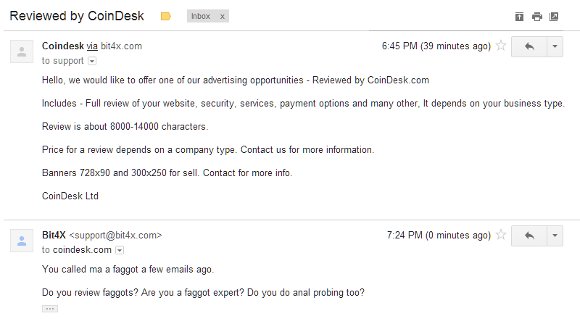 Reviewed by CoinDesk
Inbox x
Coindesk via bit4x.com
6:45 PM (39 minutes ago)
to support
Hello, we would like to offer one of our advertising opportunities - Reviewed by CoinDesk.com
Includes - Full review of your website, security, services, payment options and many other, It depends on your business type.
Review is about 8000-14000 characters.
Price for a review depends on a company type. Contact us for more information.
Banners 728x90 and 300x250 for sell. Contact for more info.
CoinDesk Ltd
Bit4X <support@bit4x.com>
7:24 PM (0 minutes ago)
to coindesk.com
You called ma a faggot a few emails ago.
Do you review faggots? Are you a faggot expert? Do you do anal probing too?